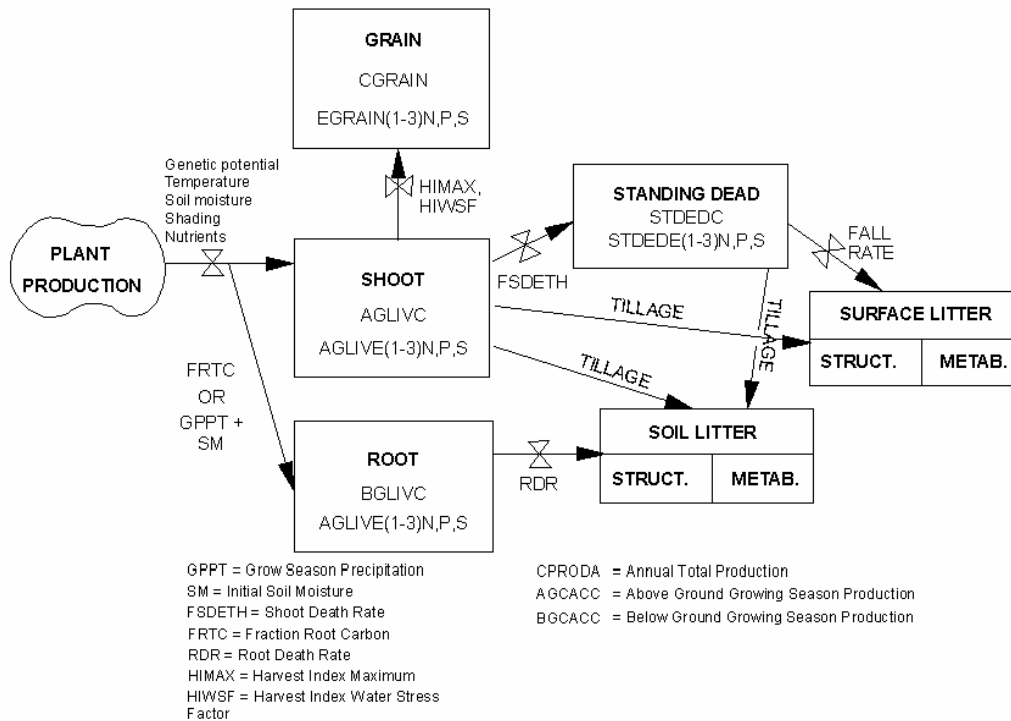 GRAIN
CGRAIN
EGRAIN(1-3)N,P,S
Genetic potential
Temperature
Soil moisture
Shading
Nutrients
HIMAX,
HIWSF
PLANT
PRODUCTION
SHOOT
AGLIVC
AGLIVE(1-3)N,P,S
FSDETH
STANDING DEAD
STDEDC
STDEDE(1-3)N,P,S
FALL
RATE
TILLAGE
TILLAGE
TILLAGE
SURFACE LITTER
STRUCT. METAB.
FRTC
OR
GPPT +
SM
ROOT
BGLIVC
AGLIVE(1-3)N,P,S
RDR
SOIL LITTER
STRUCT. METAB.
GPPT = Grow Season Precipitation
SM = Initial Soil Moisture
FSDETH = Shoot Death Rate
FRTC = Fraction Root Carbon
RDR = Root Death Rate
HIMAX = Harvest Index Maximum
HIWSF = Harvest Index Water Stress
Factor
CPRODA = Annual Total Production
AGCACC = Above Ground Growing Season Production
BGCACC = Below Ground Growing Season Production